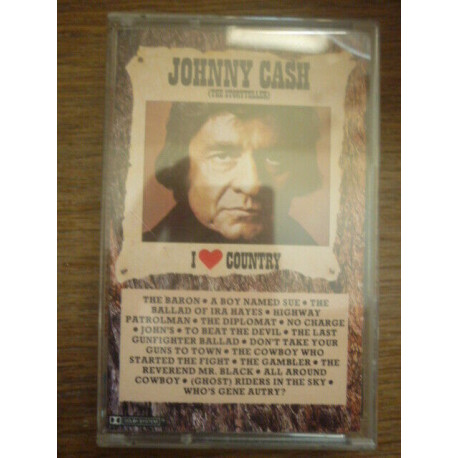 JOHNNY CASH
(THE STORYTELLER)
I ♥ COUNTRY
THE BARON • A BOY NAMED SUE • THE
BALLAD OF IRA HAYES • HIGHWAY
PATROLMAN • THE DIPLOMAT • NO CHARGE
• JOHN'S • TO BEAT THE DEVIL • THE LAST
GUNFIGHTER BALLAD • DON'T TAKE YOUR
GUNS TO TOWN • THE COWBOY WHO
STARTED THE FIGHT • THE GAMBLER • THE
REVEREND MR. BLACK • ALL AROUND
COWBOY • (GHOST) RIDERS IN THE SKY •
WHO'S GENE AUTRY?